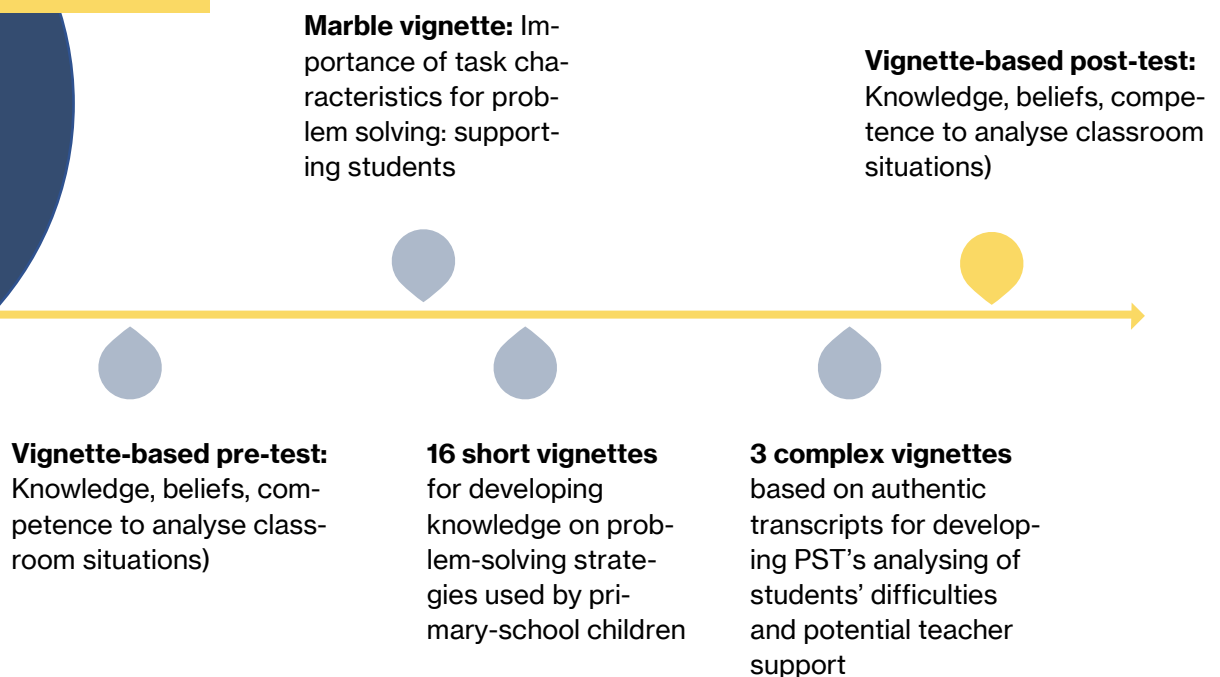 Marble vignette: Im-
portance of task cha-
racteristics for prob-
lem solving: support-
ing students
Vignette-based post-test:
Knowledge, beliefs, compe-
tence to analyse classroom
situations)
Vignette-based pre-test:
Knowledge, beliefs, com-
petence to analyse class-
room situations)
16 short vignettes
for developing
knowledge on prob-
lem-solving strate-
gies used by pri-
mary-school children
3 complex vignettes
based on authentic
transcripts for develop-
ing PST’s analysing of
students’ difficulties
and potential teacher
support